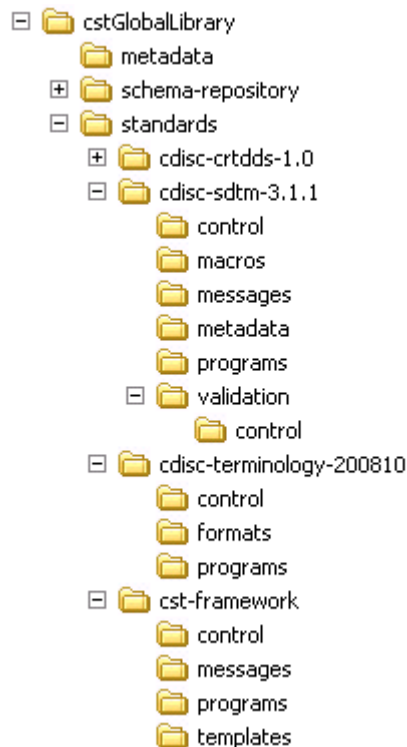 cstGlobalLibrary
metadata
schema-repository
standards
cdisc-crtdds-1.0
cdisc-sdtm-3.1.1
control
macros
messages
metadata
programs
validation
control
cdisc-terminology-200810
control
formats
programs
cst-framework
control
messages
programs
templates